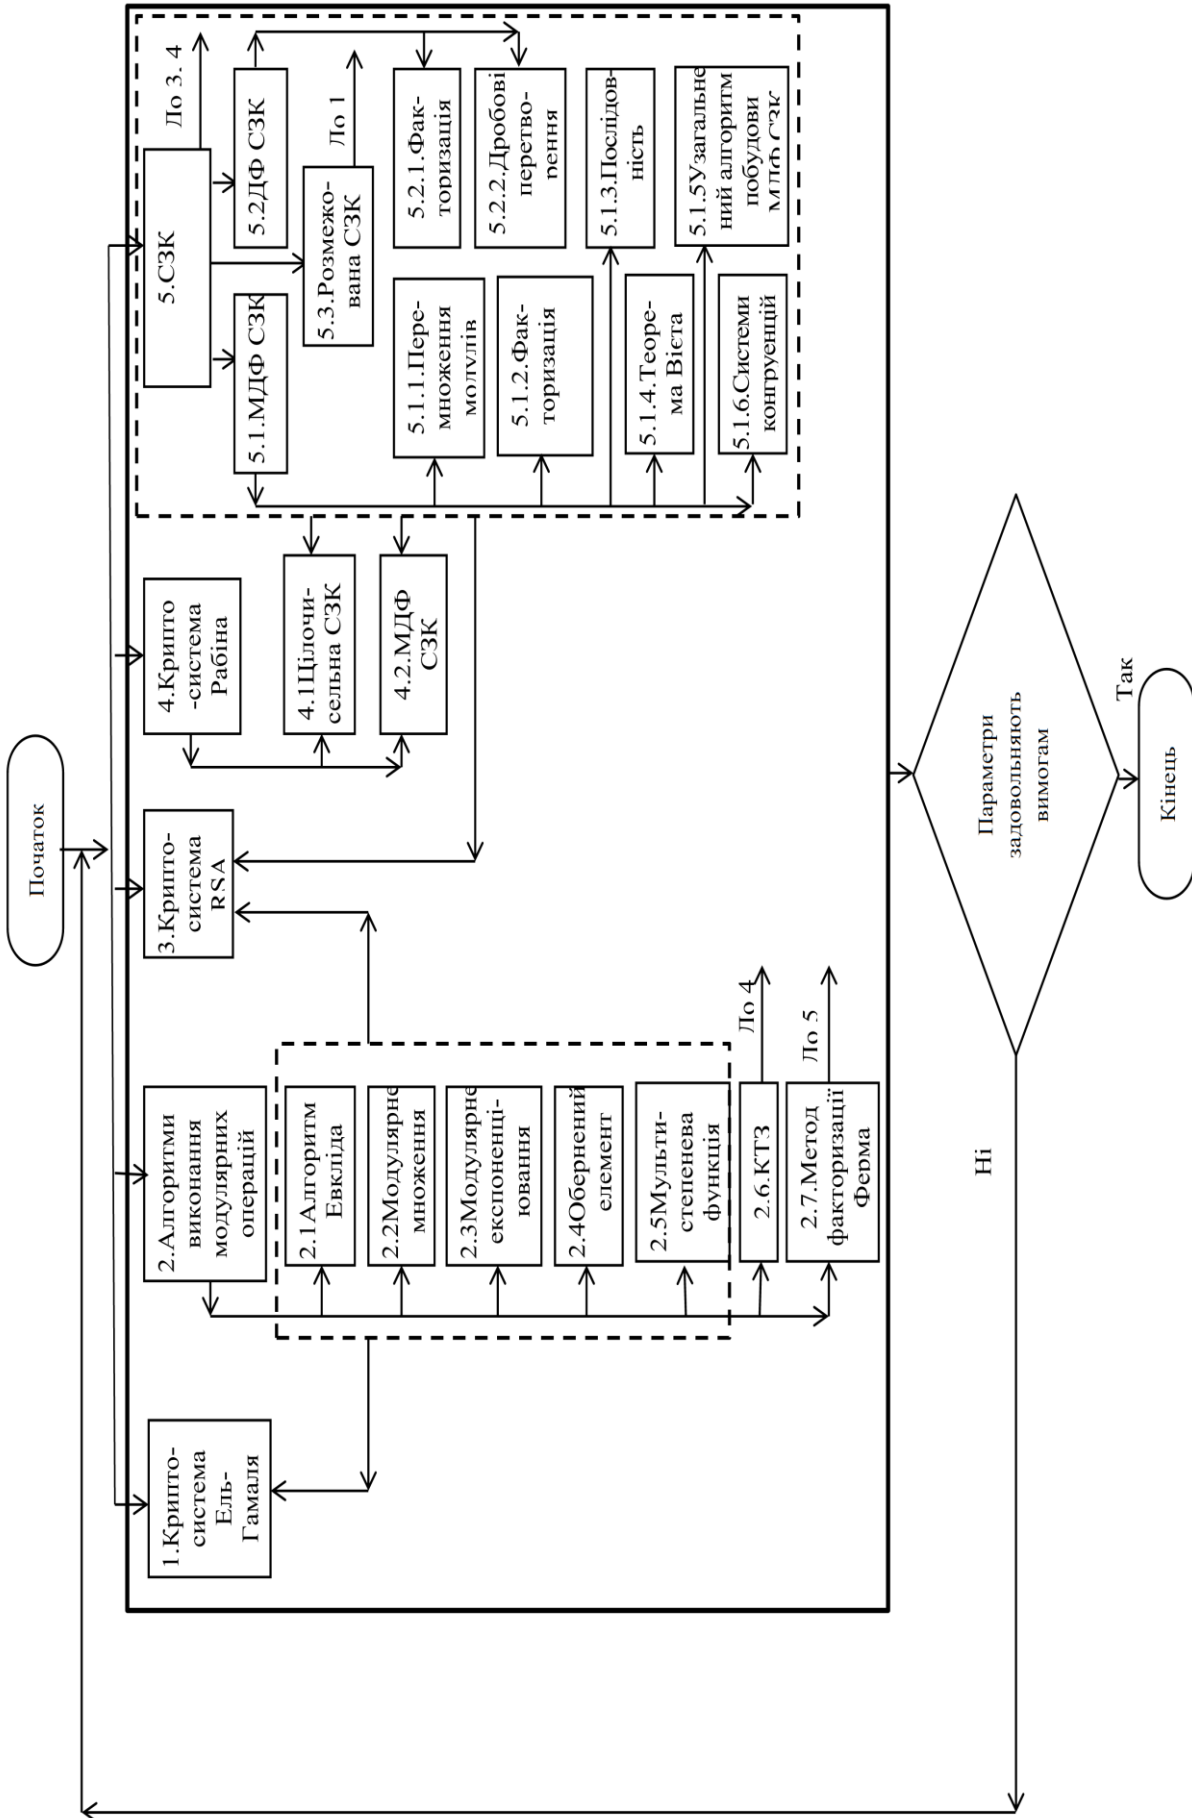 Початок
1.Крипто-
система
Ель-
Гамаля
2.Алгоритми
виконання
модулярних
операцій
3.Крипто-
система
RSA
4.Крипто
-система
Рабіна
5.СЗК
До 3. 4
2.1Алгоритм
Евкліда
2.2Модулярне
множення
2.3Модулярне
експоненці-
ювання
2.4Обернений
елемент
2.5Мульти-
степенева
функція
2.6.КТЗ
До 4
2.7.Метод
факторизації
Ферма
До 5
4.1Цілочи-
сельна СЗК
4.2.МДФ
СЗК
5.1.МДФ СЗК
5.2ДФ СЗК
5.3.Розмежо-
вана СЗК
До 1
5.1.1.Пере-
множення
модулів
5.2.1.Фак-
торизація
5.1.2.Фак-
торизація
5.2.2.Дробові
перетво-
рення
5.1.3.Послідов-
ність
5.1.4.Теоре-
ма Вієта
5.1.5Узагальне
ний алгоритм
побудови
МДФ СЗК
5.1.6.Системи
конгруенцій
Параметри
задовольняють
вимогам
Ні
Так
Кінець